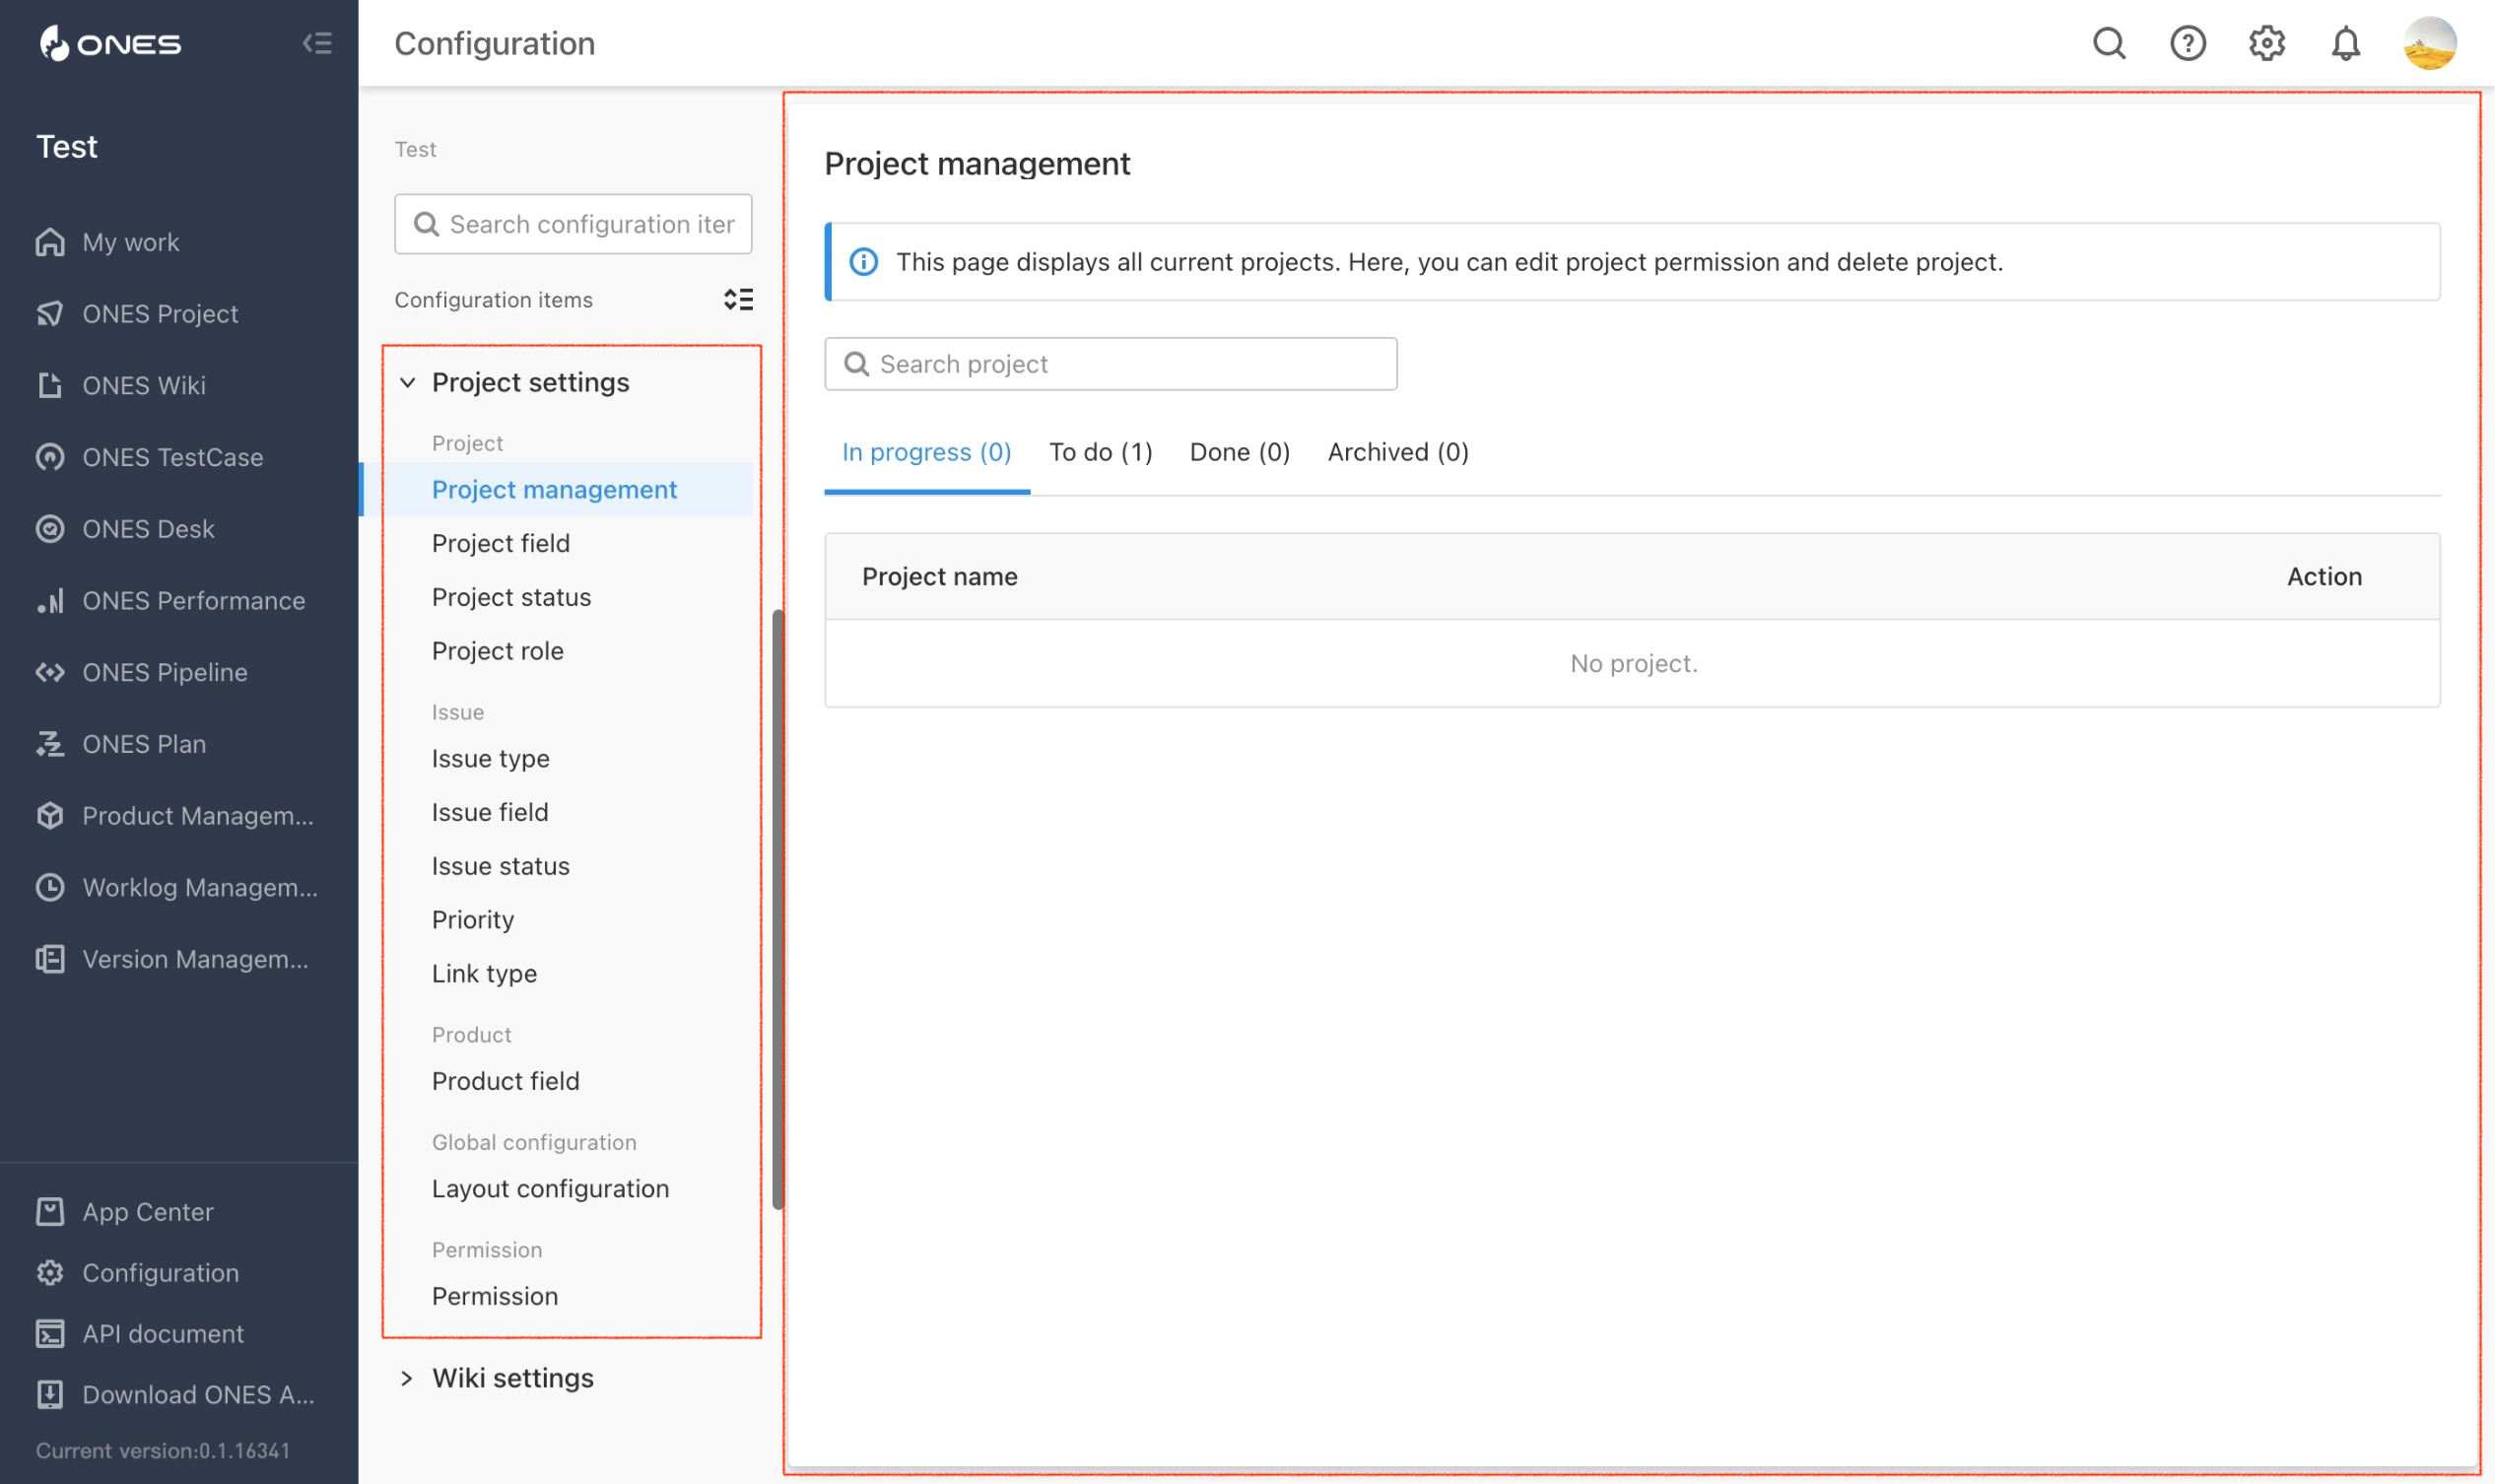 ONES
Configuration
Test
My work
ONES Project
ONES Wiki
ONES TestCase
ONES Desk
ONES Performance
ONES Pipeline
ONES Plan
Product Managem...
Worklog Managem...
Version Managem...
App Center
Configuration
API document
Download ONES A...
Current version:0.1.16341
Test
Search configuration iter
Configuration items
Project settings
Project
Project management
Project field
Project status
Project role
Issue
Issue type
Issue field
Issue status
Priority
Link type
Product
Product field
Global configuration
Layout configuration
Permission
Permission
Wiki settings
Project management
This page displays all current projects. Here, you can edit project permission and delete project.
Search project
In progress (0) To do (1) Done (0) Archived (0)
Project name Action
No project.